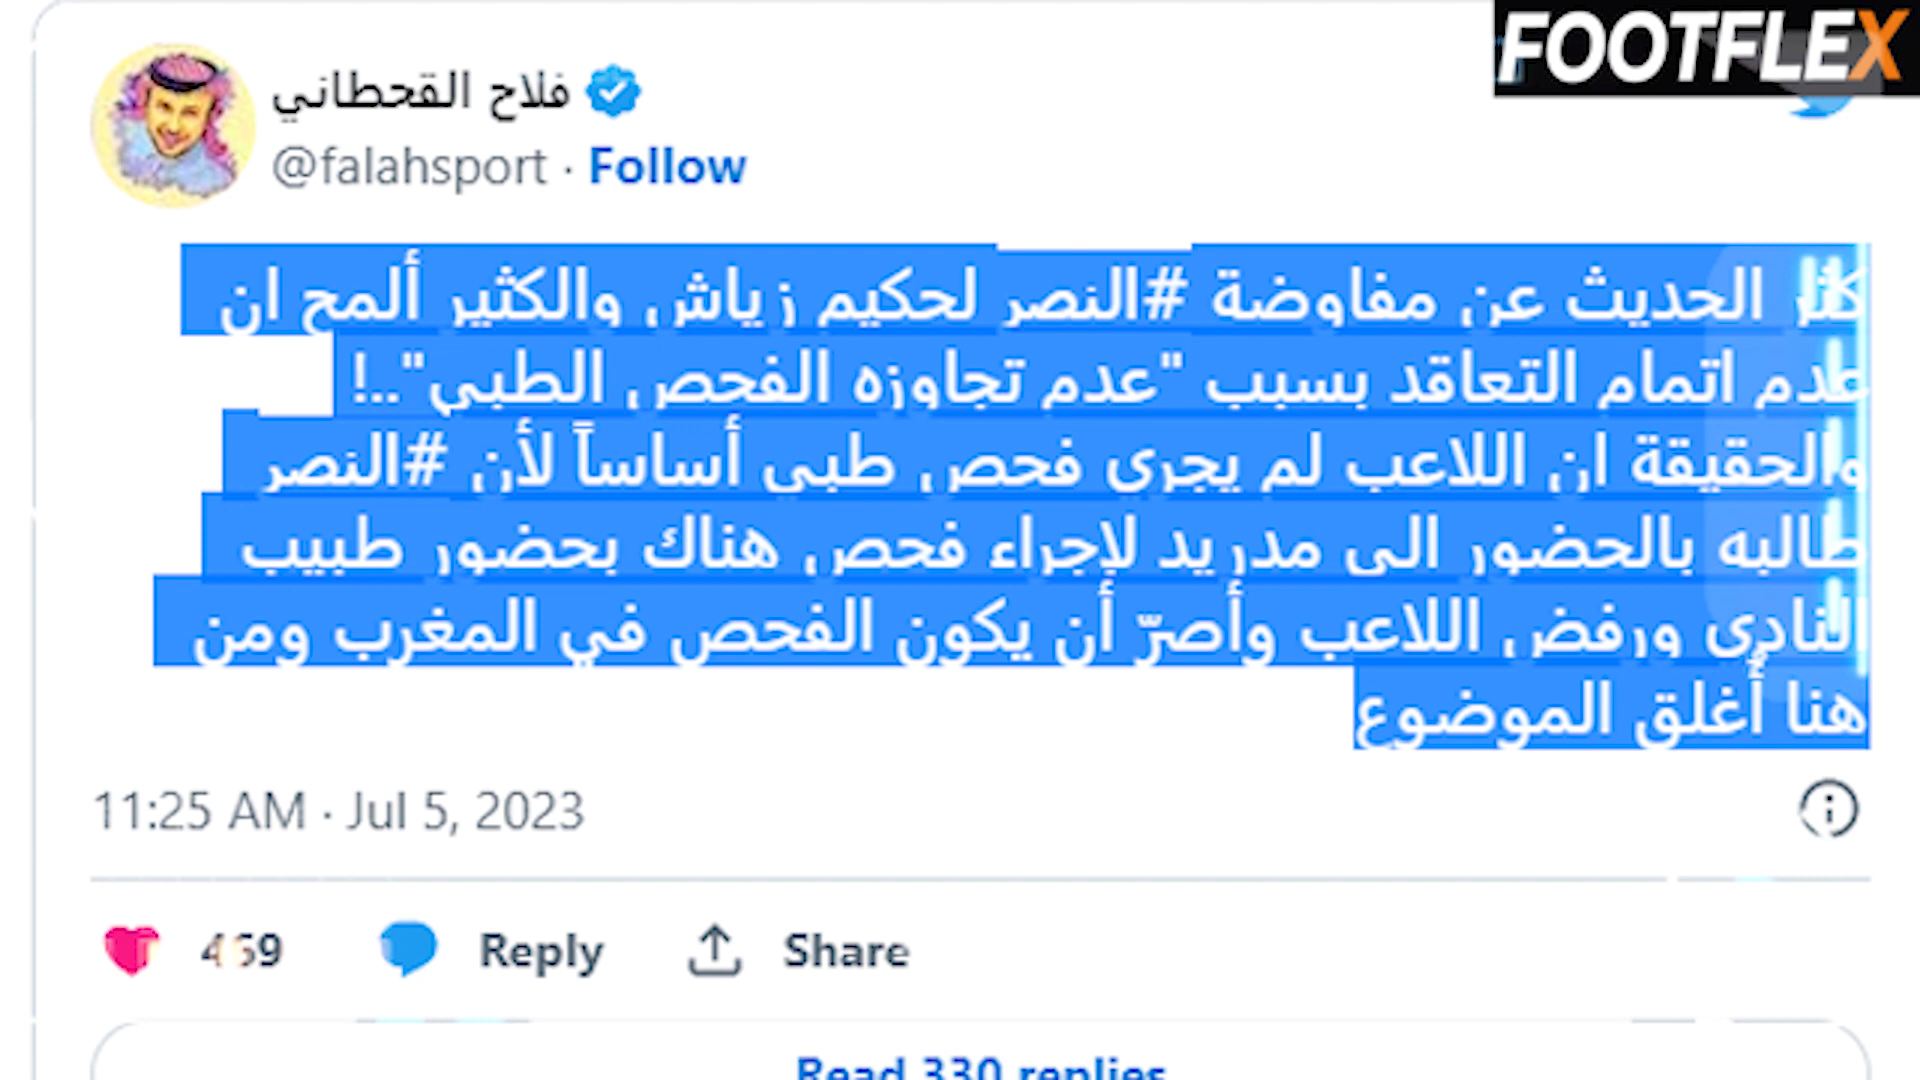 FOOTFLEX
فلاح القحطاني
@falahsport · Follow
كثر الحديث عن مفاوضة #النصر لحكيم زياش والكثير ألمح ان
عدم اتمام التعاقد بسبب "عدم تجاوزه الفحص الطبي"..!
والحقيقة ان اللاعب لم يجري فحص طبي أساساً لأن #النصر
طالبه بالحضور الى مدريد لإجراء فحص هناك بحضور طبيب
النادي ورفض اللاعب وأصرّ أن يكون الفحص في المغرب ومن
هنا أغلق الموضوع
11:25 AM · Jul 5, 2023
Reply Share
Read 330 replies